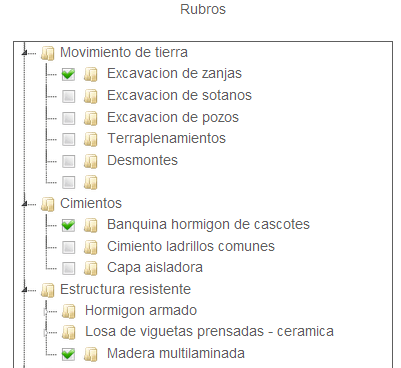 Rubros
Movimiento de tierra
Excavacion de zanjas
Excavacion de sotanos
Excavacion de pozos
Terraplenamientos
Desmontes
Cimientos
Banquina hormigon de cascotes
Cimiento ladrillos comunes
Capa aisladora
Estructura resistente
Hormigon armado
Losa de viguetas prensadas - ceramica
Madera multilaminada